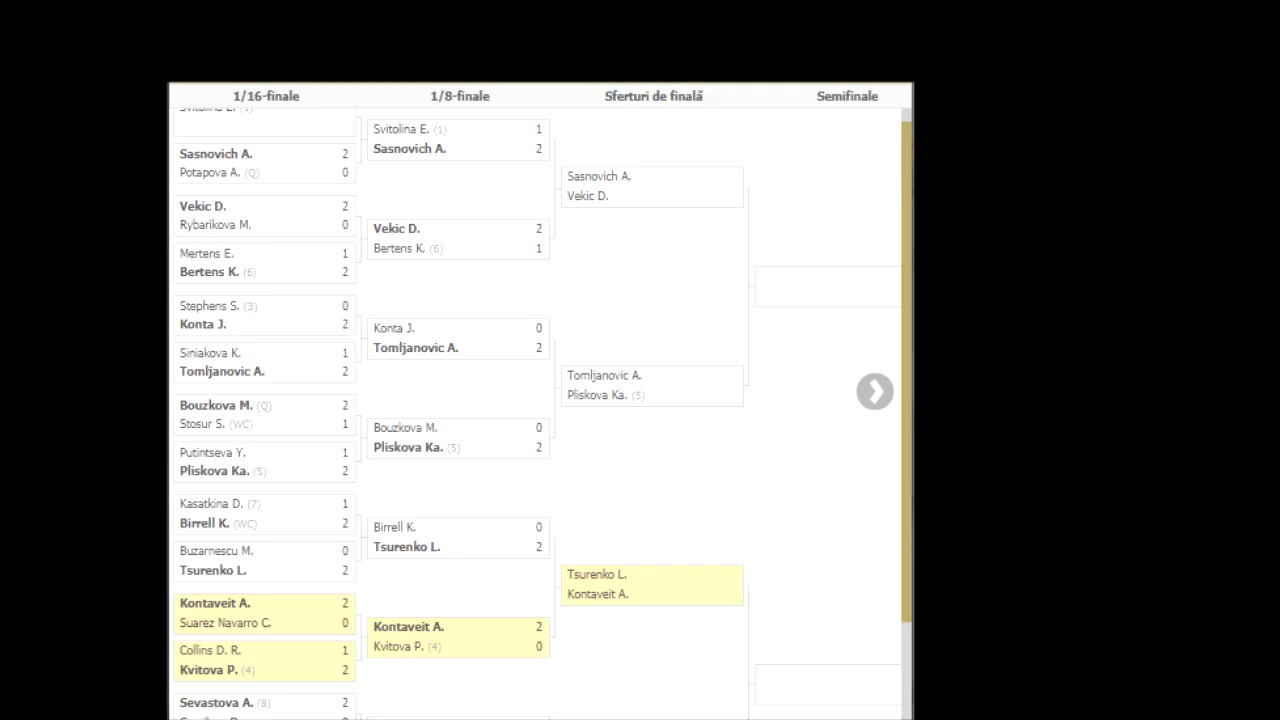 1/16-finale 1/8-finale Sferturi de finală Semifinale
Svitolina E. (1)
Sasnovich A. 2
Potapova A. (Q) 0
Vekic D. 2
Rybarikova M. 0
Mertens E. 1
Bertens K. (6) 2
Stephens S. (3) 0
Konta J. 2
Siniakova K. 1
Tomljanovic A. 2
Bouzkova M. (Q) 2
Stosur S. (WC) 1
Putintseva Y. 1
Pliskova Ka. (5) 2
Kasatkina D. (7) 1
Birrell K. (WC) 2
Buzarnescu M. 0
Tsurenko L. 2
Kontaveit A. 2
Suarez Navarro C. 0
Collins D. R. 1
Kvitova P. (4) 2
Sevastova A. (8) 2
Svitolina E. (1) 1
Sasnovich A. 2
Vekic D. 2
Bertens K. (6) 1
Konta J. 0
Tomljanovic A. 2
Bouzkova M. 0
Pliskova Ka. (5) 2
Birrell K. 0
Tsurenko L. 2
Kontaveit A. 2
Kvitova P. (4) 0
Sasnovich A.
Vekic D.
Tomljanovic A.
Pliskova Ka. (5)
Tsurenko L.
Kontaveit A.